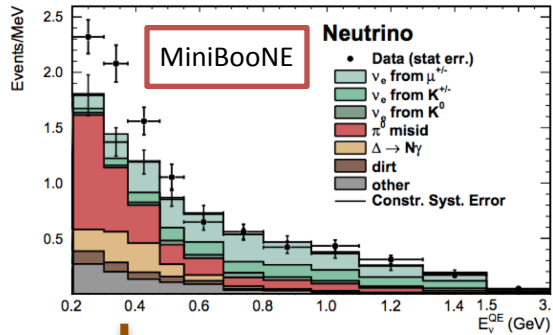 Events/MeV
2.5
2.0
1.5
1.0
0.5
MiniBooNE
Neutrino
Data (stat err.)
νe from μ+/-
νe from K+/-
νe from K0
π0 misid
Δ → Nγ
dirt
other
Constr. Syst. Error
0.2 0.4 0.6 0.8 1.0 1.2 1.4 1.5 3.
EνQE (GeV)